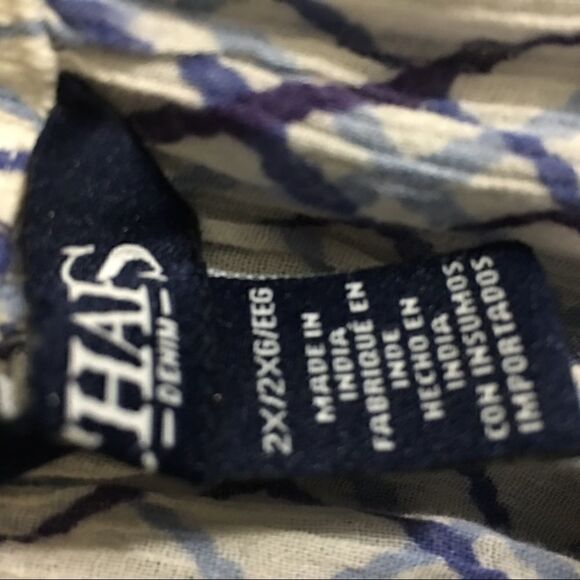 CHAPS
DENIM
2X/2XG/EEG
MADE IN
INDIA
FABRIQUÉ EN
INDE
HECHO EN
INDIA
CON INSUMOS
IMPORTADOS